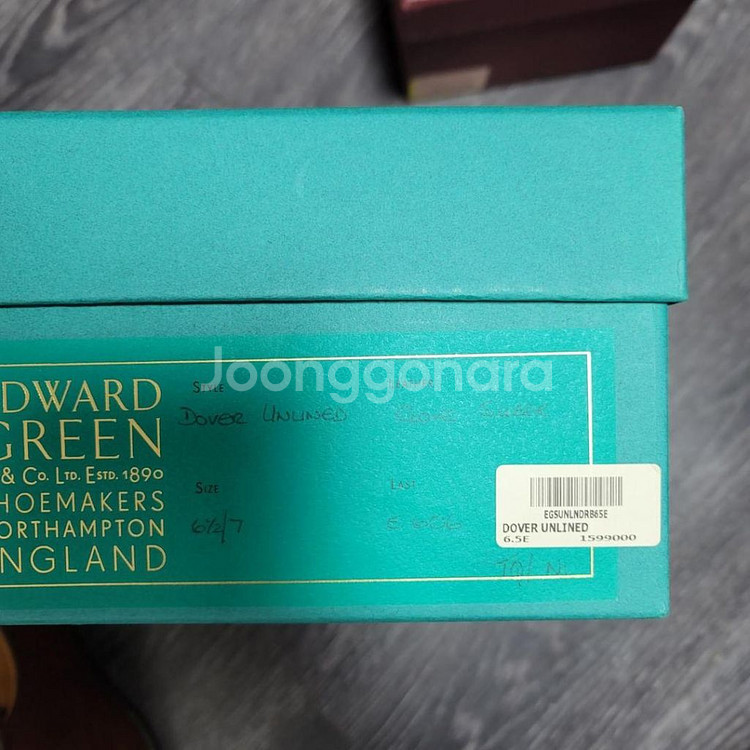 Joonggonara
DWARD
GREEN
& Co. Ltd. Estd. 1890
HOEMAKERS
ORTHAMPTON
NGLAND
Style
Dover Unlined
Size
6½/7
Last
E 606
EGSUNLNDRB65E
DOVER UNLINED
6.5E 1599000